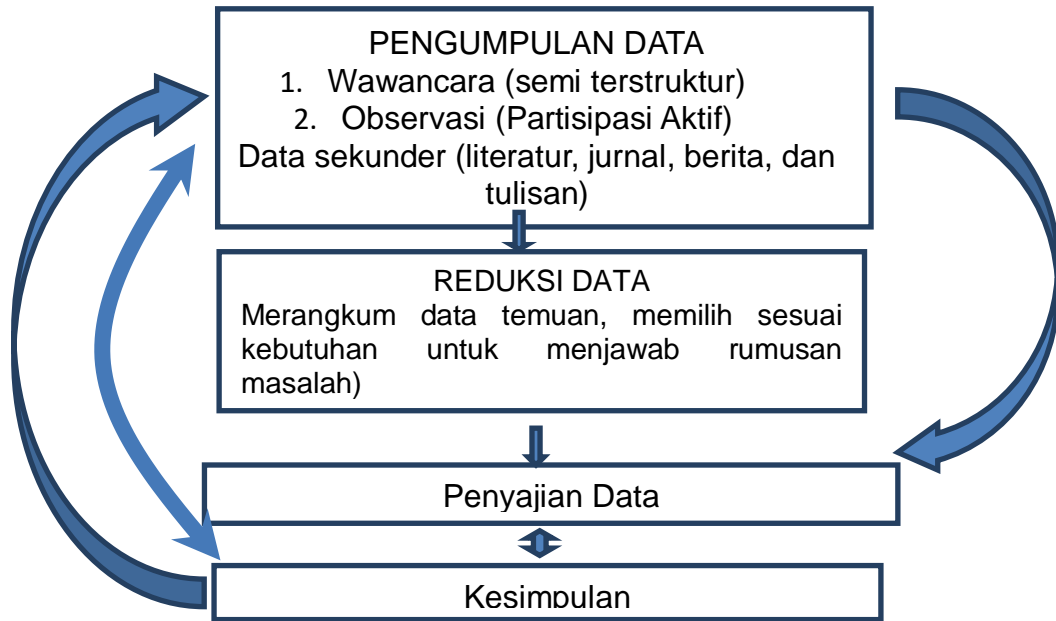 PENGUMPULAN DATA
1. Wawancara (semi terstruktur)
2. Observasi (Partisipasi Aktif)
Data sekunder (literatur, jurnal, berita, dan
tulisan)
REDUKSI DATA
Merangkum data temuan, memilih sesuai
kebutuhan untuk menjawab rumusan
masalah)
Penyajian Data
Kesimpulan